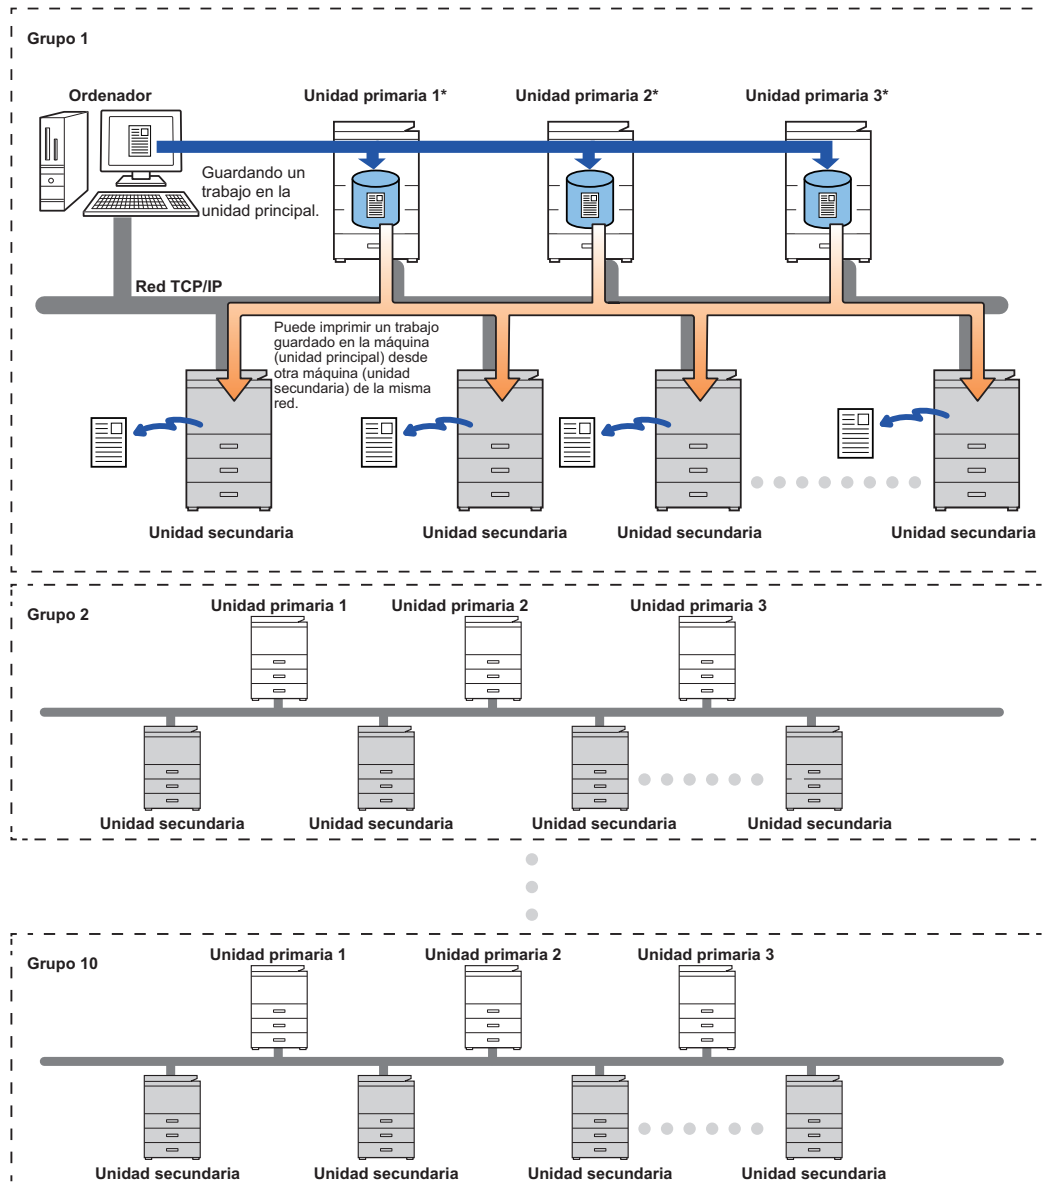 Grupo 1
Ordenador
Unidad primaria 1*
Unidad primaria 2*
Unidad primaria 3*
Guardando un
trabajo en la
unidad principal.
Red TCP/IP
Puede imprimir un trabajo
guardado en la máquina
(unidad principal) desde
otra máquina (unidad
secundaria) de la misma
red.
Unidad secundaria
Unidad secundaria
Unidad secundaria
Unidad secundaria
Grupo 2
Unidad primaria 1
Unidad primaria 2
Unidad primaria 3
Unidad secundaria
Unidad secundaria
Unidad secundaria
Unidad secundaria
Grupo 10
Unidad primaria 1
Unidad primaria 2
Unidad primaria 3
Unidad secundaria
Unidad secundaria
Unidad secundaria
Unidad secundaria